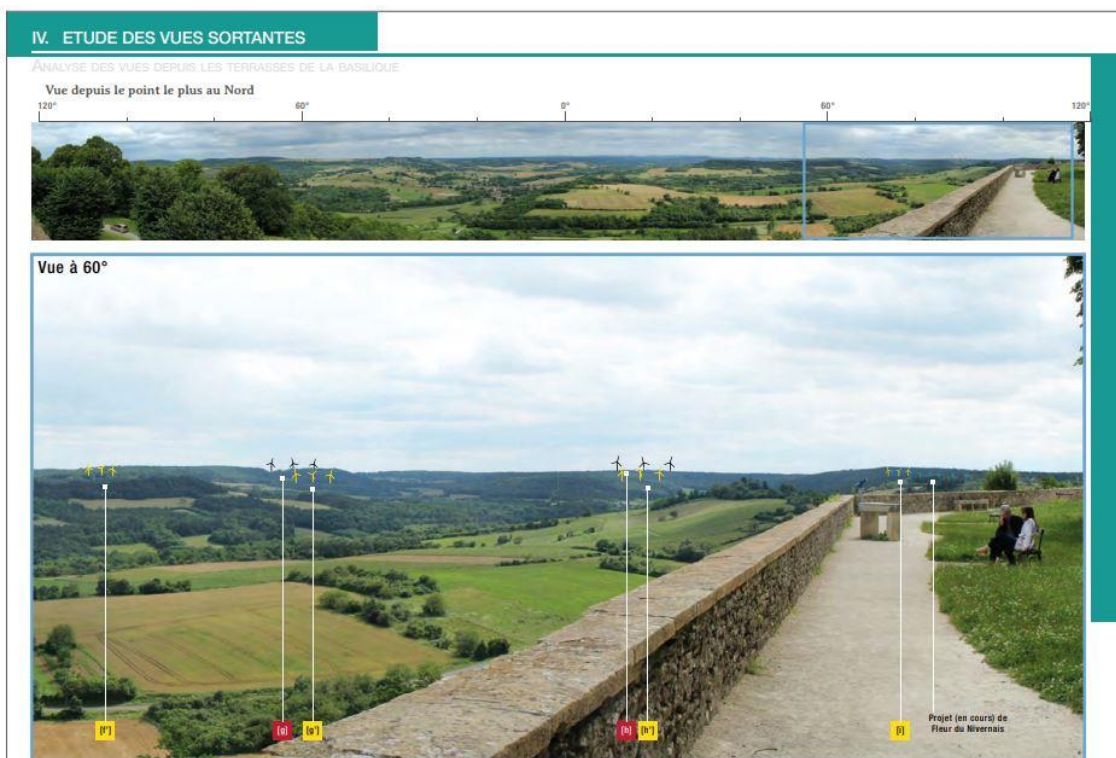 IV. ETUDE DES VUES SORTANTES
ANALYSE DES VUES DEPUIS LES TERRASSES DE LA BASILIQUE
Vue depuis le point le plus au Nord
120° 60° 0° 60° 120°
Vue à 60°
[f'] [g] [g'] [h] [h'] [i] Projet (en cours) de
Fleur du Nivernais